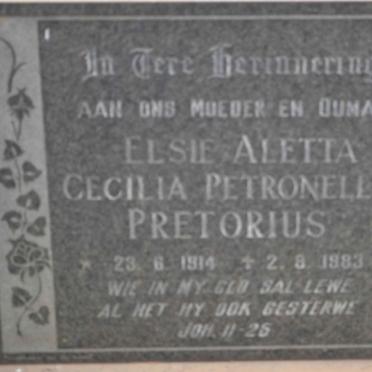 In Tere Herinnering
AAN ONS MOEDER EN OUMA
ELSIE ALETTA
CECILIA PETRONELL
PRETORIUS
* 23. 6. 1914 + 2. 8. 1983
WIE IN MY GLO SAL LEWE
AL HET HY OOK GESTERWE
JOH. 11-25